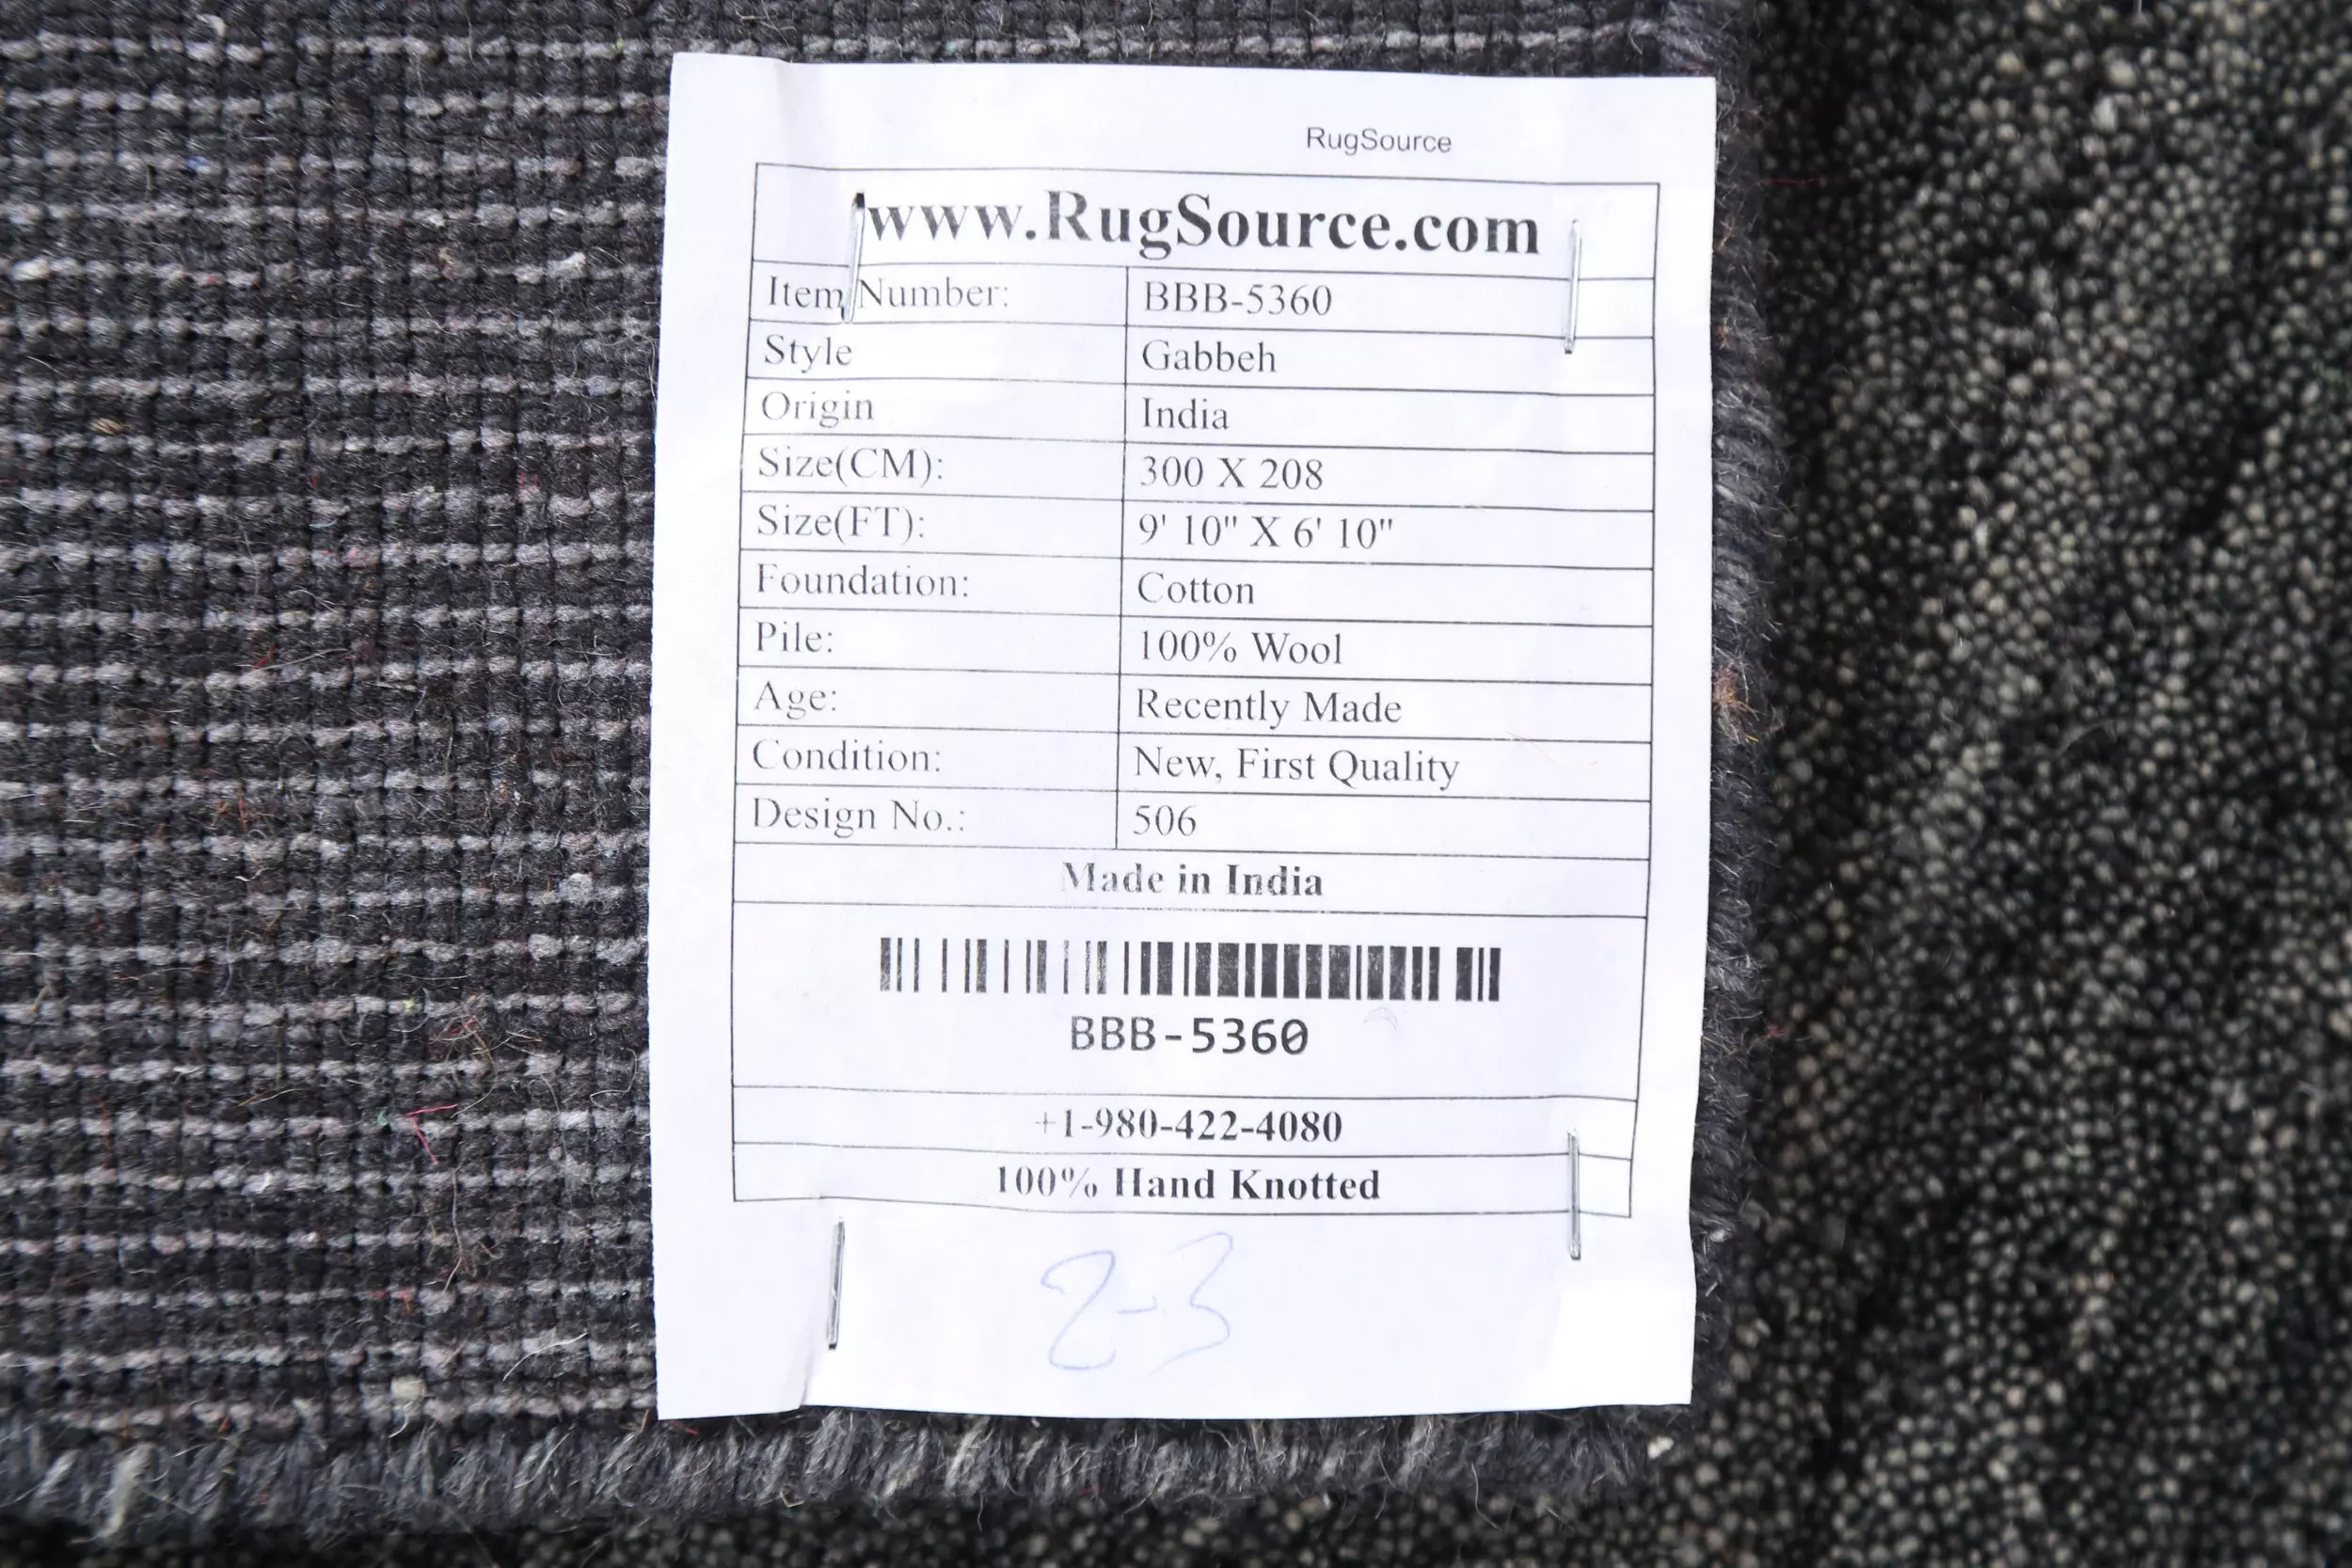 RugSource
www.RugSource.com
Item Number: BBB-5360
Style Gabbeh
Origin India
Size(CM): 300 X 208
Size(FT): 9' 10" X 6' 10"
Foundation: Cotton
Pile: 100% Wool
Age: Recently Made
Condition: New, First Quality
Design No.: 506
Made in India
BBB-5360
+1-980-422-4080
100% Hand Knotted
2-3